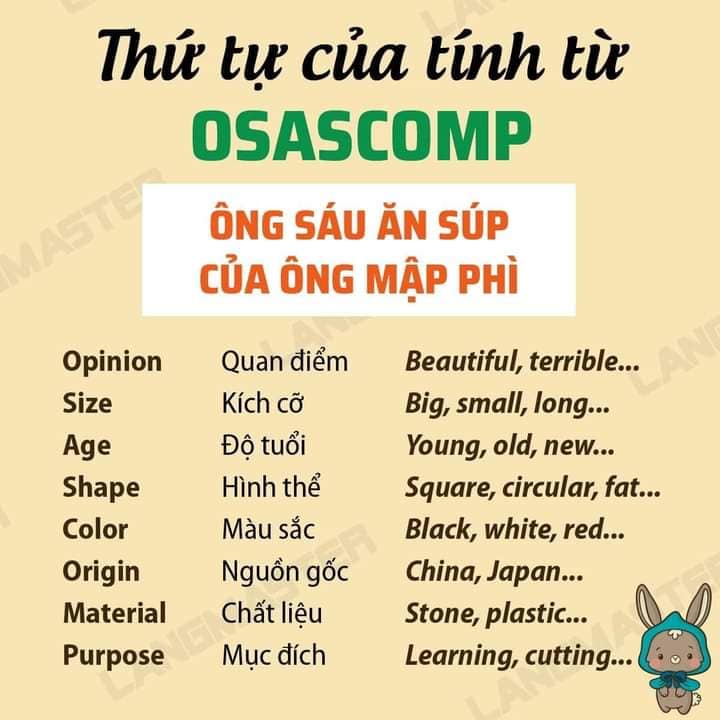 Thứ tự của tính từ
OSASCOMP
ÔNG SÁU ĂN SÚP
CỦA ÔNG MẬP PHÌ
Opinion Quan điểm Beautiful, terrible...
Size Kích cỡ Big, small, long...
Age Độ tuổi Young, old, new...
Shape Hình thể Square, circular, fat...
Color Màu sắc Black, white, red...
Origin Nguồn gốc China, Japan...
Material Chất liệu Stone, plastic...
Purpose Mục đích Learning, cutting...
LANGMASTER